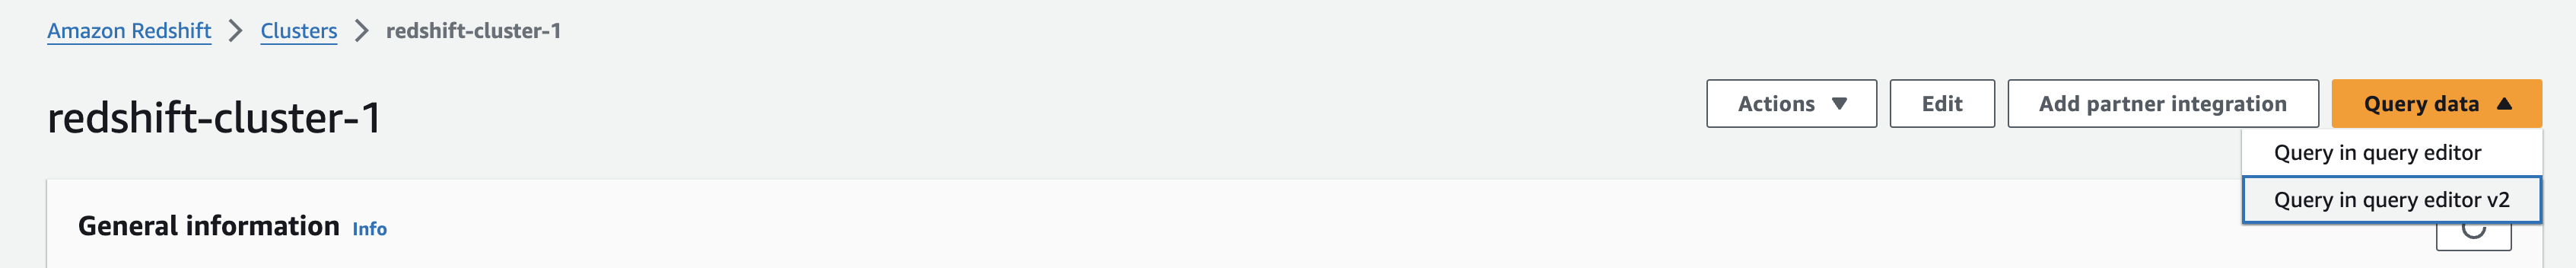 Amazon Redshift > Clusters > redshift-cluster-1
redshift-cluster-1
Actions
Edit
Add partner integration
Query data
Query in query editor
Query in query editor v2
General information Info